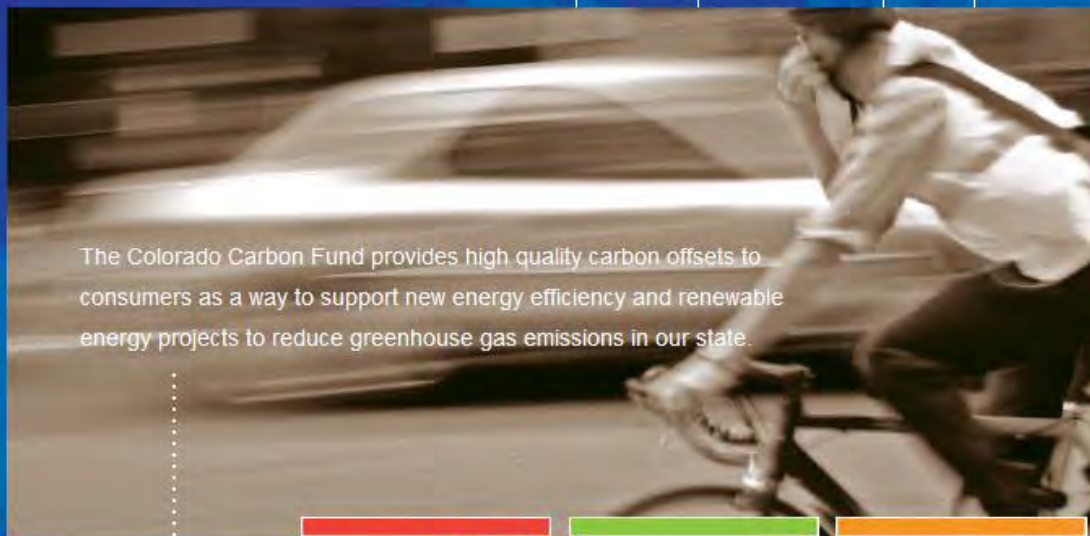 The Colorado Carbon Fund provides high quality carbon offsets to
consumers as a way to support new energy efficiency and renewable
energy projects to reduce greenhouse gas emissions in our state.